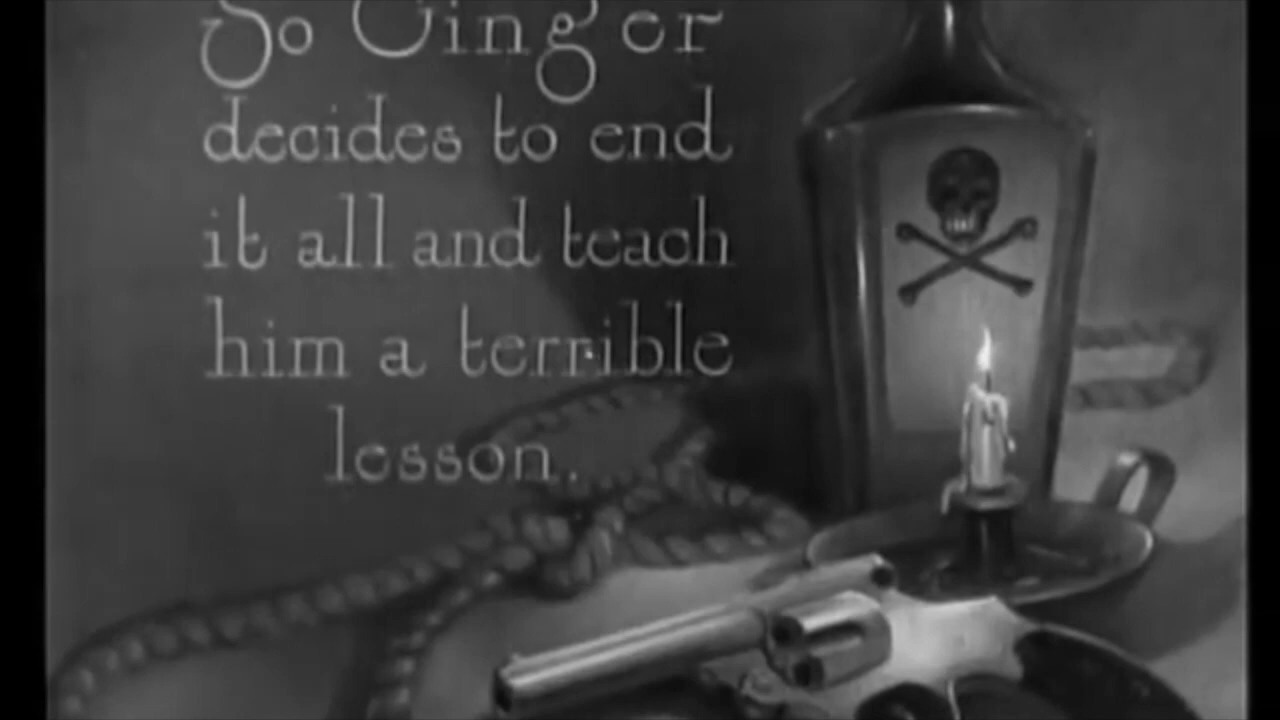 So Ginger
decides to end
it all and teach
him a terrible
lesson.